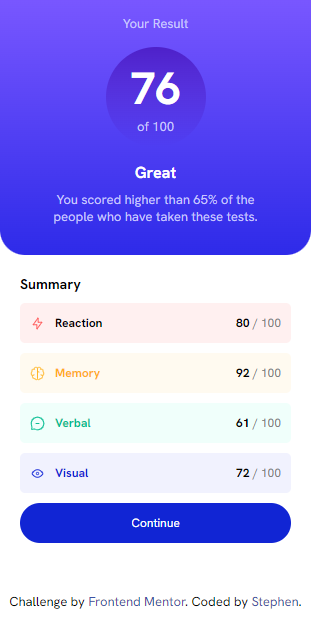 Your Result
76
of 100
Great
You scored higher than 65% of the
people who have taken these tests.
Summary
Reaction 80 / 100
Memory 92 / 100
Verbal 61 / 100
Visual 72 / 100
Continue
Challenge by Frontend Mentor. Coded by Stephen.